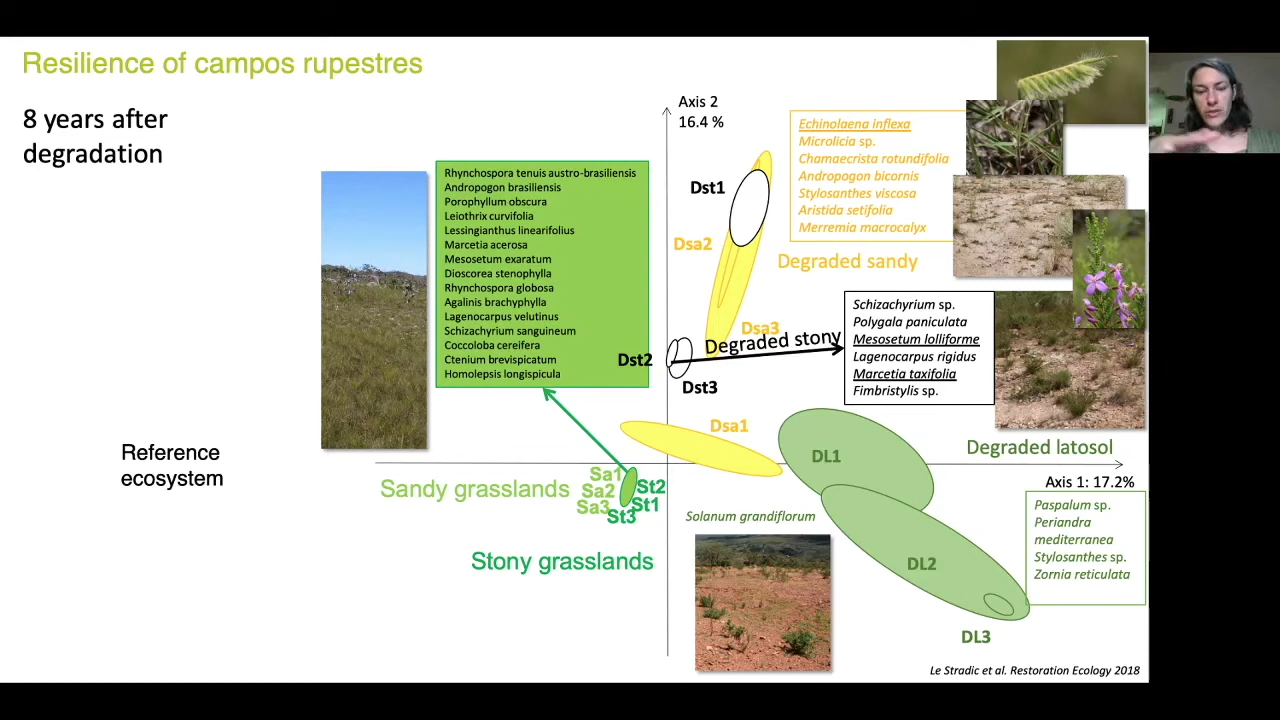 Resilience of campos rupestres
8 years after
degradation
Axis 2
16.4 %
Echinolaena inflexa
Microlicia sp.
Chamaecrista rotundifolia
Andropogon bicornis
Stylosanthes viscosa
Aristida setifolia
Merremia macrocalyx
Rhynchospora tenuis austro-brasiliensis
Andropogon brasiliensis
Porophyllum obscura
Leiothrix curvifolia
Lessingianthus linearifolius
Marcetia acerosa
Mesosetum exaratum
Dioscorea stenophylla
Rhynchospora globosa
Agalinis brachyphylla
Lagenocarpus velutinus
Schizachyrium sanguineum
Coccoloba cereifera
Ctenium brevispicatum
Homolepsis longispicula
Dst1
Dsa2
Degraded sandy
Dsa3
Degraded stony
Schizachyrium sp.
Polygala paniculata
Mesosetum lolliforme
Lagenocarpus rigidus
Marcetia taxifolia
Fimbristylis sp.
Dst2
Dst3
Dsa1
Reference
ecosystem
DL1
Degraded latosol
Axis 1: 17.2%
Sandy grasslands
Sa1
Sa2
Sa3
St2
St1
St3
Stony grasslands
Solanum grandiflorum
DL2
DL3
Paspalum sp.
Periandra
mediterranea
Stylosanthes sp.
Zornia reticulata
Le Stradic et al. Restoration Ecology 2018